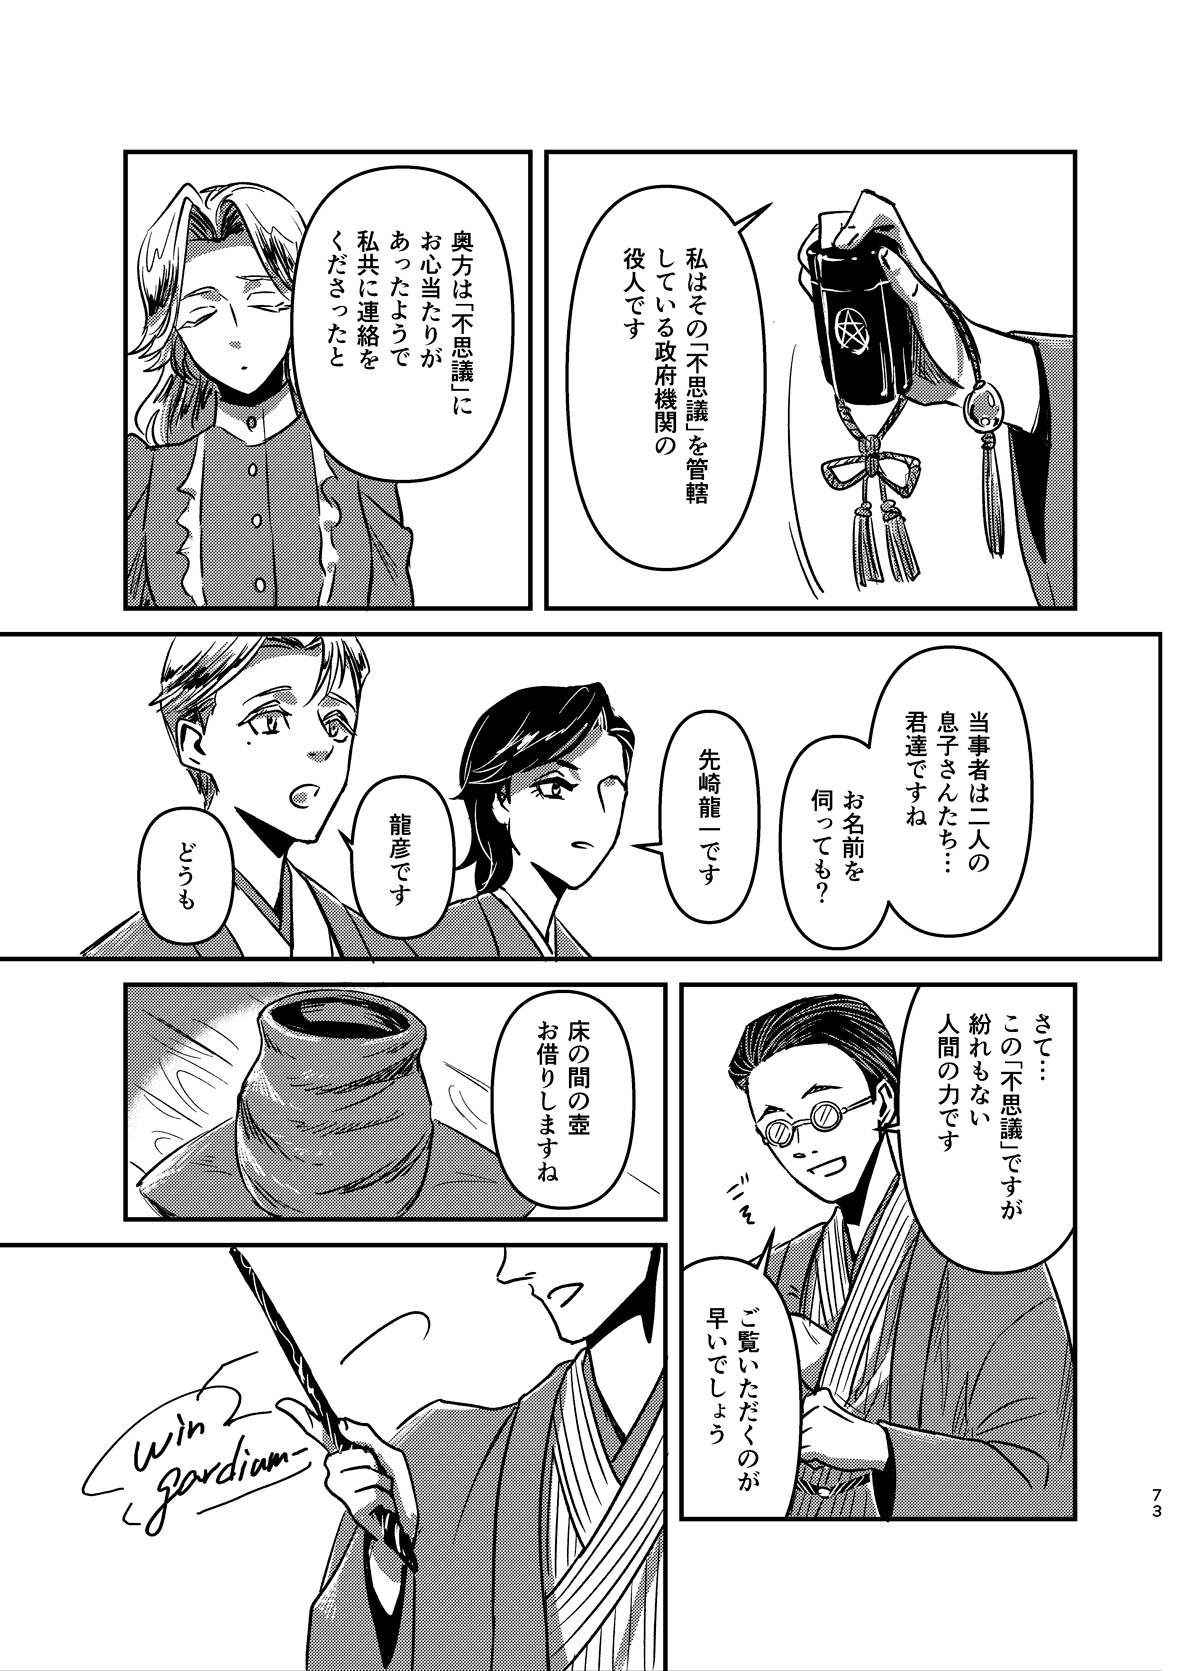 私はその「不思議」を管轄
している政府機関の
役人です
奥方は「不思議」に
お心当たりが
あったようで
私共に連絡を
くださったと
当事者は二人の
息子さんたち…
君達ですね
お名前を
伺っても?
先崎龍一です
龍彦です
どうも
さて…
この「不思議」ですが
紛れもない
人間の力です
ごそ
ご覧いただくのが
早いでしょう
床の間の壺
お借りしますね
win
gardium-
73